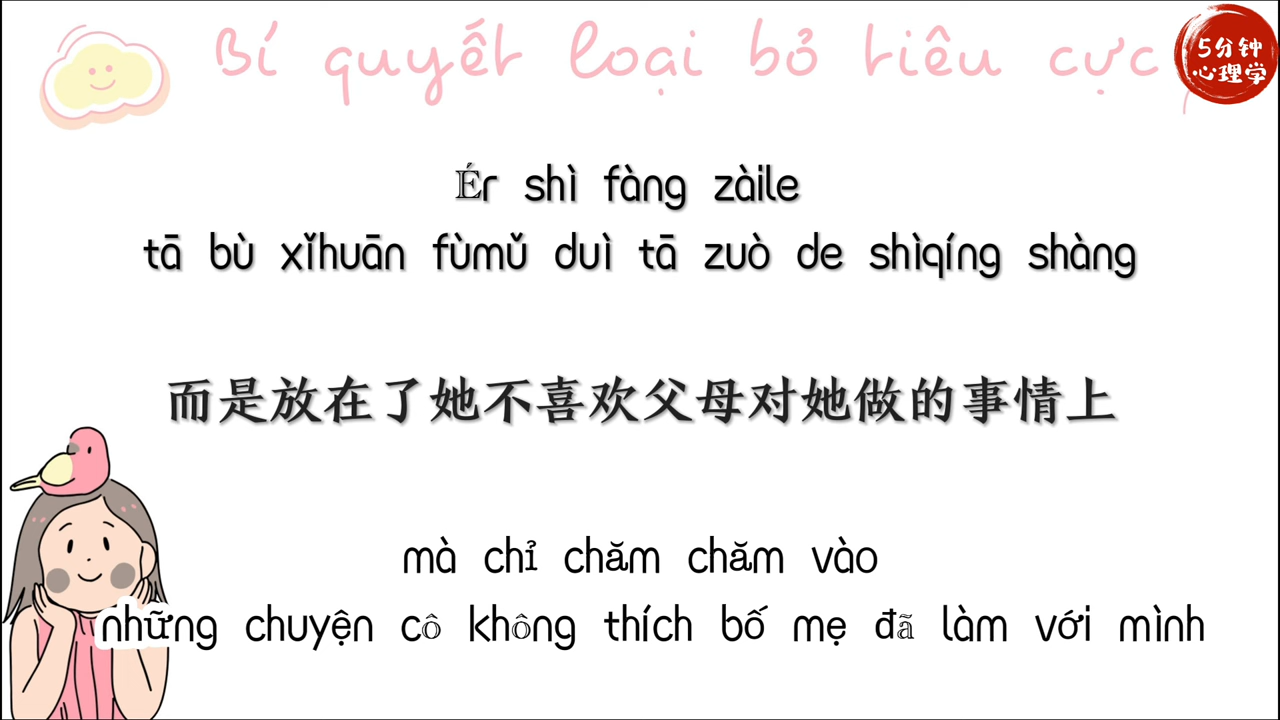 Bí quyết loại bỏ tiêu cực
5分钟
心理学
Ér shì fàng zàile
tā bù xǐhuān fùmǔ duì tā zuò de shìqíng shàng
而是放在了她不喜欢父母对她做的事情上
mà chỉ chăm chăm vào
những chuyện cô không thích bố mẹ đã làm với mình